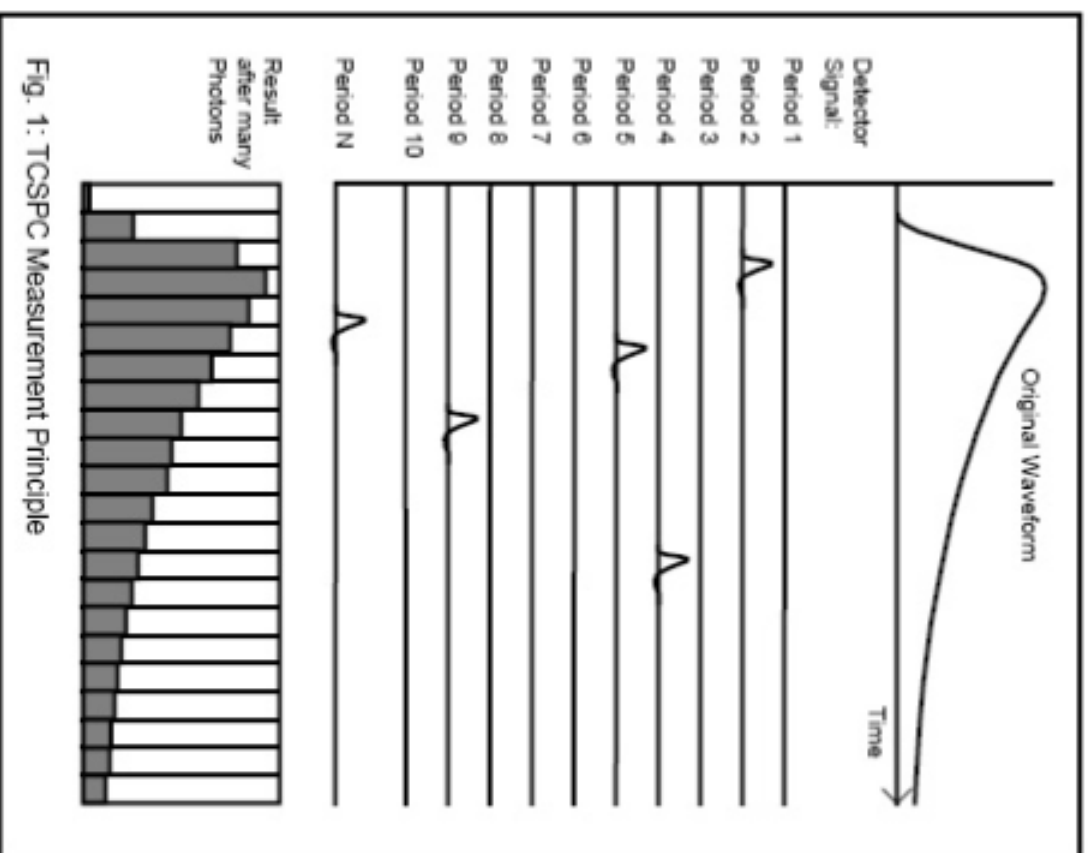 Original Waveform
Time
Detector
Signal:
Period 1
Period 2
Period 3
Period 4
Period 5
Period 6
Period 7
Period 8
Period 9
Period 10
Period N
Result
after many
Photons
Fig. 1: TCSPC Measurement Principle